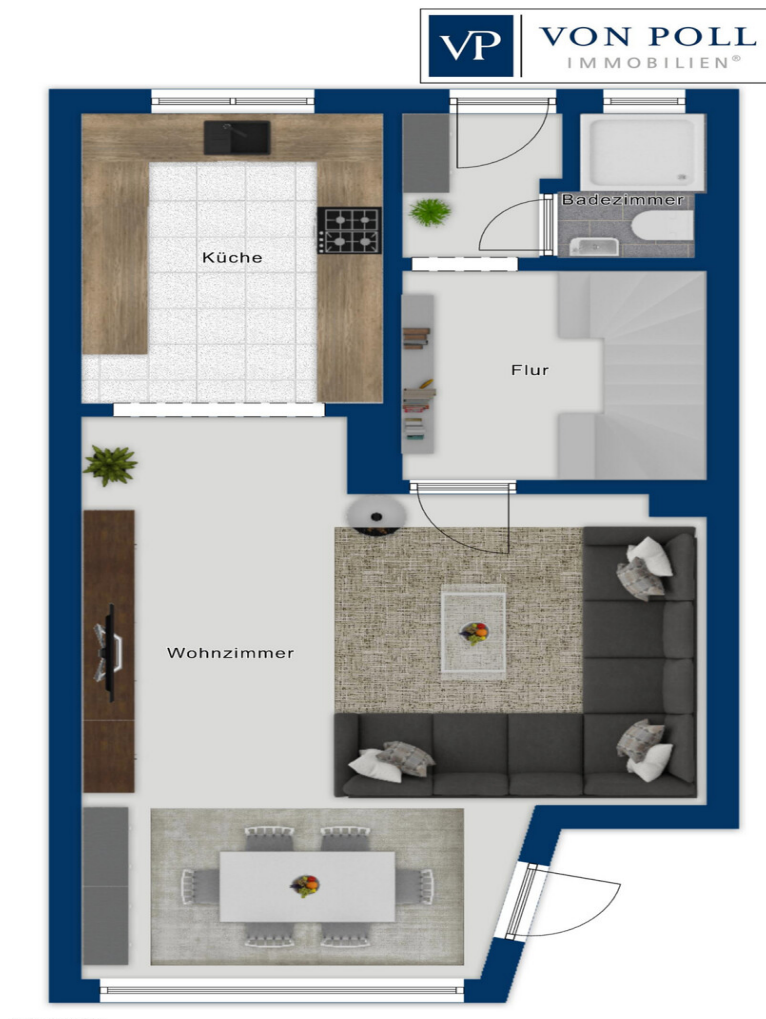 VP VON POLL
IMMOBILIEN®
Badezimmer
Küche
Flur
Wohnzimmer